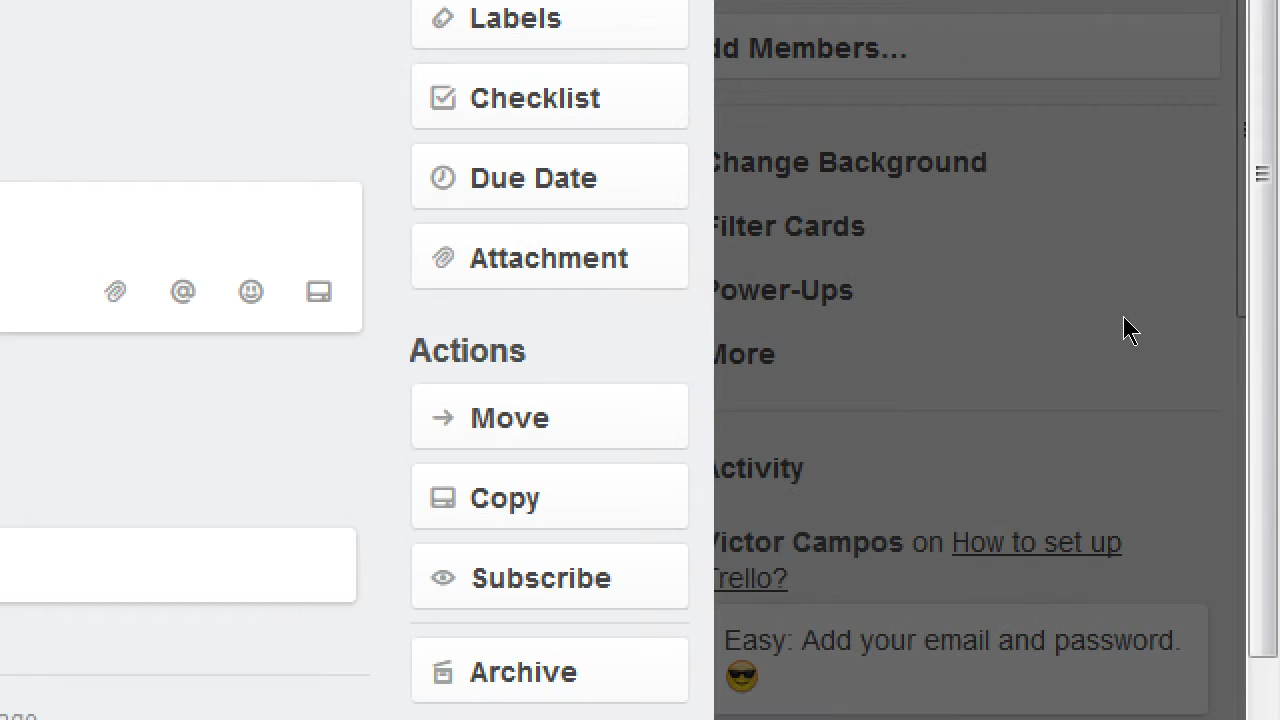 Labels
Checklist
Due Date
Attachment
Actions
Move
Copy
Subscribe
Archive
dd Members...
Change Background
Filter Cards
Power-Ups
More
Activity
Victor Campos on How to set up
Trello?
Easy: Add your email and password.